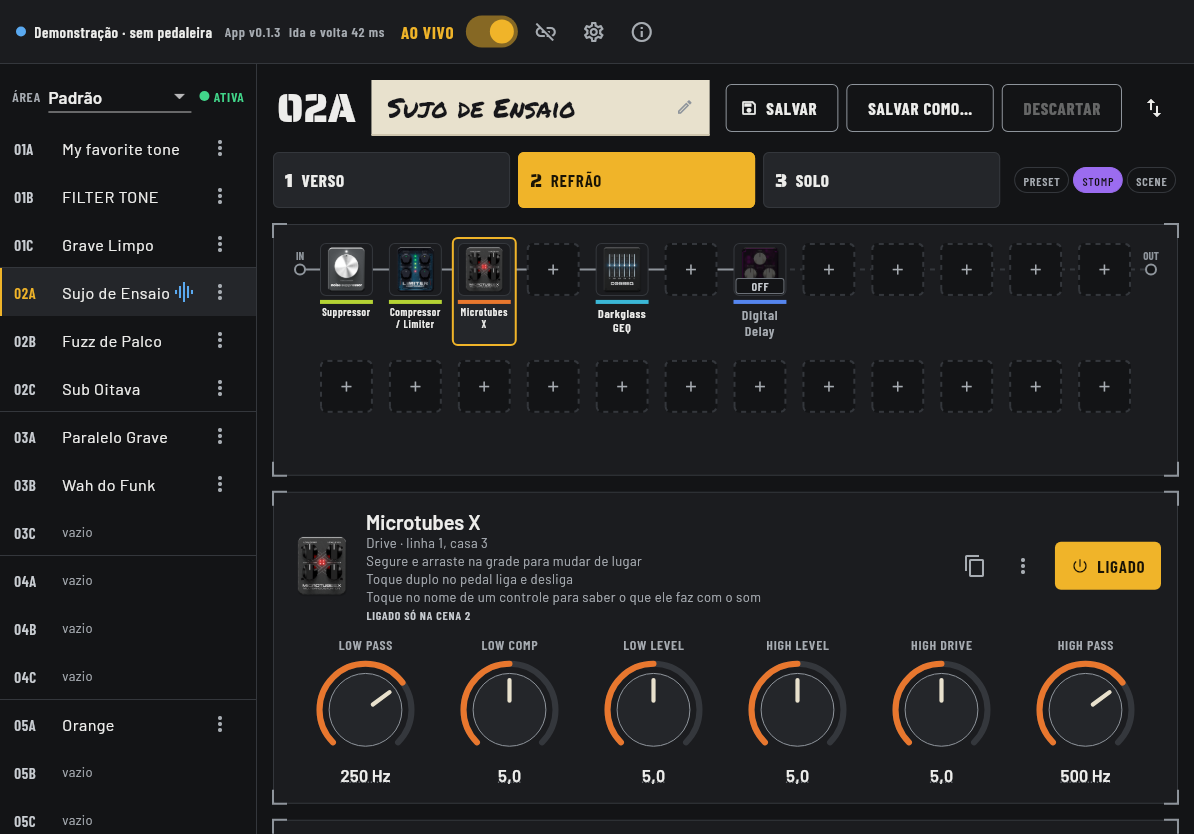 Demonstração · sem pedaleira App v0.1.3 Ida e volta 42 ms AO VIVO
ÁREA Padrão ATIVA
01A My favorite tone
01B FILTER TONE
01C Grave Limpo
02A Sujo de Ensaio
02B Fuzz de Palco
02C Sub Oitava
03A Paralelo Grave
03B Wah do Funk
03C vazio
04A vazio
04B vazio
04C vazio
05A Orange
05B vazio
05C vazio
02A Sujo de Ensaio SALVAR SALVAR COMO... DESCARTAR
1 VERSO 2 REFRÃO 3 SOLO PRESET STOMP SCENE
IN OUT
OFF
Suppressor
Compressor
/ Limiter
Microtubes
X
Darkglass
GEQ
Digital
Delay
Microtubes X
Drive · linha 1, casa 3
Segure e arraste na grade para mudar de lugar
Toque duplo no pedal liga e desliga
Toque no nome de um controle para saber o que ele faz com o som
LIGADO SÓ NA CENA 2
LIGADO
LOW PASS LOW COMP LOW LEVEL HIGH LEVEL HIGH DRIVE HIGH PASS
250 Hz 5,0 5,0 5,0 5,0 500 Hz